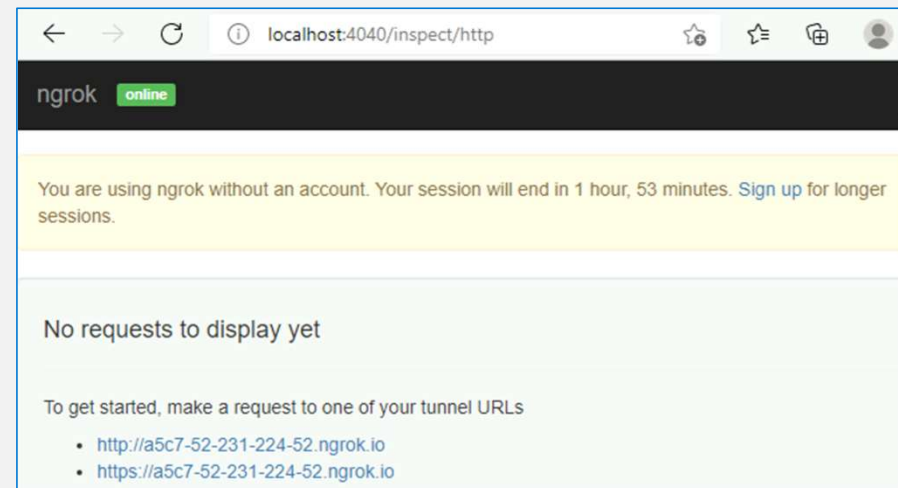 localhost:4040/inspect/http
ngrok online
You are using ngrok without an account. Your session will end in 1 hour, 53 minutes. Sign up for longer
sessions.
No requests to display yet
To get started, make a request to one of your tunnel URLs
• http://a5c7-52-231-224-52.ngrok.io
• https://a5c7-52-231-224-52.ngrok.io